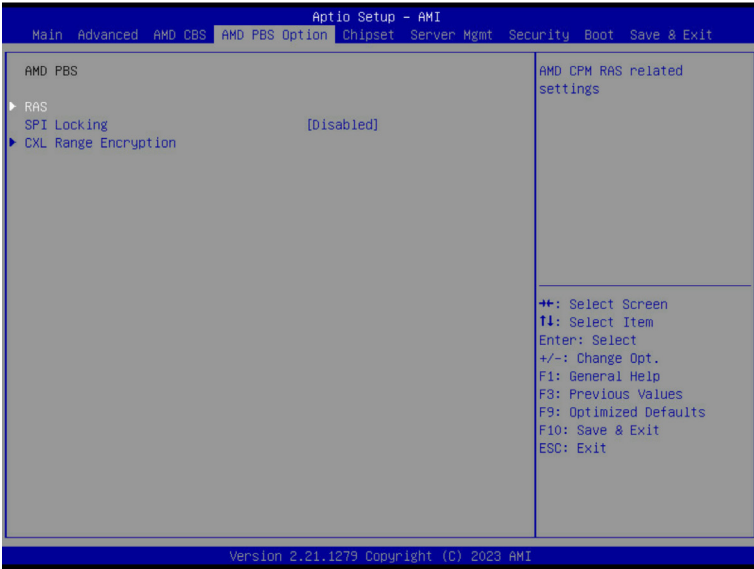 Aptio Setup - AMI
Main Advanced AMD CBS AMD PBS Option Chipset Server Mgmt Security Boot Save & Exit
AMD PBS
RAS
SPI Locking [Disabled]
CXL Range Encryption
AMD CPM RAS related
settings
→←: Select Screen
↑↓: Select Item
Enter: Select
+/-: Change Opt.
F1: General Help
F3: Previous Values
F9: Optimized Defaults
F10: Save & Exit
ESC: Exit
Version 2.21.1279 Copyright (C) 2023 AMI